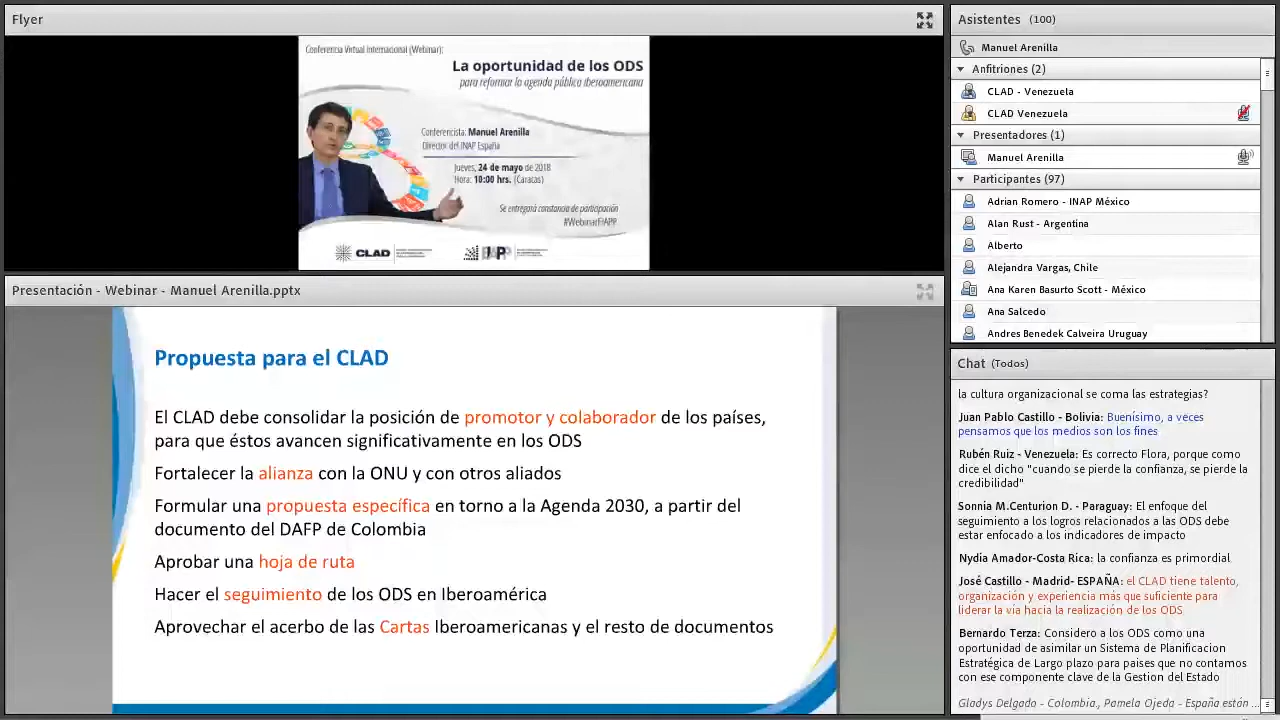 Flyer
Conferencia Virtual Internacional (Webinar):
La oportunidad de los ODS
para reformar la agenda pública iberoamericana
Conferencista: Manuel Arenilla
Director del INAP España
Jueves, 24 de mayo de 2018
Hora: 10:00 hrs. (Caracas)
Se entregará constancia de participación
#WebinarEIAPP
CLAD
Presentación - Webinar - Manuel Arenilla.pptx
Propuesta para el CLAD
El CLAD debe consolidar la posición de promotor y colaborador de los países,
para que éstos avancen significativamente en los ODS
Fortalecer la alianza con la ONU y con otros aliados
Formular una propuesta específica en torno a la Agenda 2030, a partir del
documento del DAFP de Colombia
Aprobar una hoja de ruta
Hacer el seguimiento de los ODS en Iberoamérica
Aprovechar el acerbo de las Cartas Iberoamericanas y el resto de documentos
Asistentes (100)
Manuel Arenilla
Anfitriones (2)
CLAD - Venezuela
CLAD Venezuela
Presentadores (1)
Manuel Arenilla
Participantes (97)
. - INAP México
Ailin Rust - Argentina
Alberto
Alejandra Vargas, Chile
Ana Karen Basurto Scott - México
Ana Salcedo
Andres Benedek Calveira Uruguay
Chat (Todos)
la cultura organizacional se coma las estrategias?
Juan Pablo Castillo - Bolivia: Buenísimo, a veces
pensamos que los medios son los fines
Rubén Ruiz - Venezuela: Es correcto Flora, porque como
dice el dicho "cuando se pierde la confianza, se pierde la
credibilidad"
Sonnia M.Centurion D. - Paraguay: El enfoque del
seguimiento a los logros relacionados a las ODS debe
estar enfocado a los indicadores de impacto
Nydia Amador-Costa Rica: la confianza es primordial
José Castillo - Madrid- ESPAÑA: el CLAD tiene talento,
organización y experiencia más que suficiente para
liderar la vía hacia la realización de los ODS
Bernardo Terza: Considero a los ODS como una
oportunidad de asimilar un Sistema de Planificacion
Estratégica de Largo plazo para paises que no contamos
con ese componente clave de la Gestion del Estado
Gladys Delgado - Colombia., Pamela Ojeda - España están ...